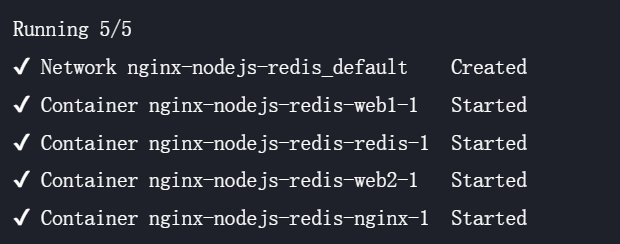 Running 5/5
✓ Network nginx-nodejs-redis_default Created
✓ Container nginx-nodejs-redis-web1-1 Started
✓ Container nginx-nodejs-redis-redis-1 Started
✓ Container nginx-nodejs-redis-web2-1 Started
✓ Container nginx-nodejs-redis-nginx-1 Started